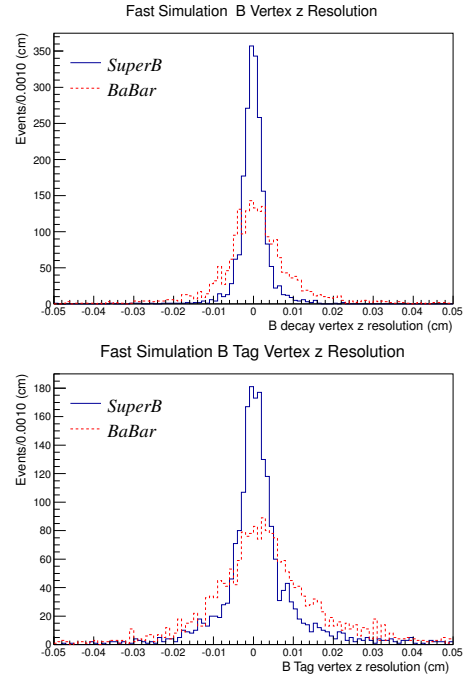 Fast Simulation B Vertex z Resolution
Events/0.0010 (cm)
350
300
250
200
150
100
50
0
SuperB
BaBar
-0.05 -0.04 -0.03 -0.02 -0.01 0 0.01 0.02 0.03 0.04 0.05
B decay vertex z resolution (cm)
Fast Simulation B Tag Vertex z Resolution
Events/0.0010 (cm)
180
160
140
120
100
80
60
40
20
0
SuperB
BaBar
-0.05 -0.04 -0.03 -0.02 -0.01 0 0.01 0.02 0.03 0.04 0.05
B Tag vertex z resolution (cm)